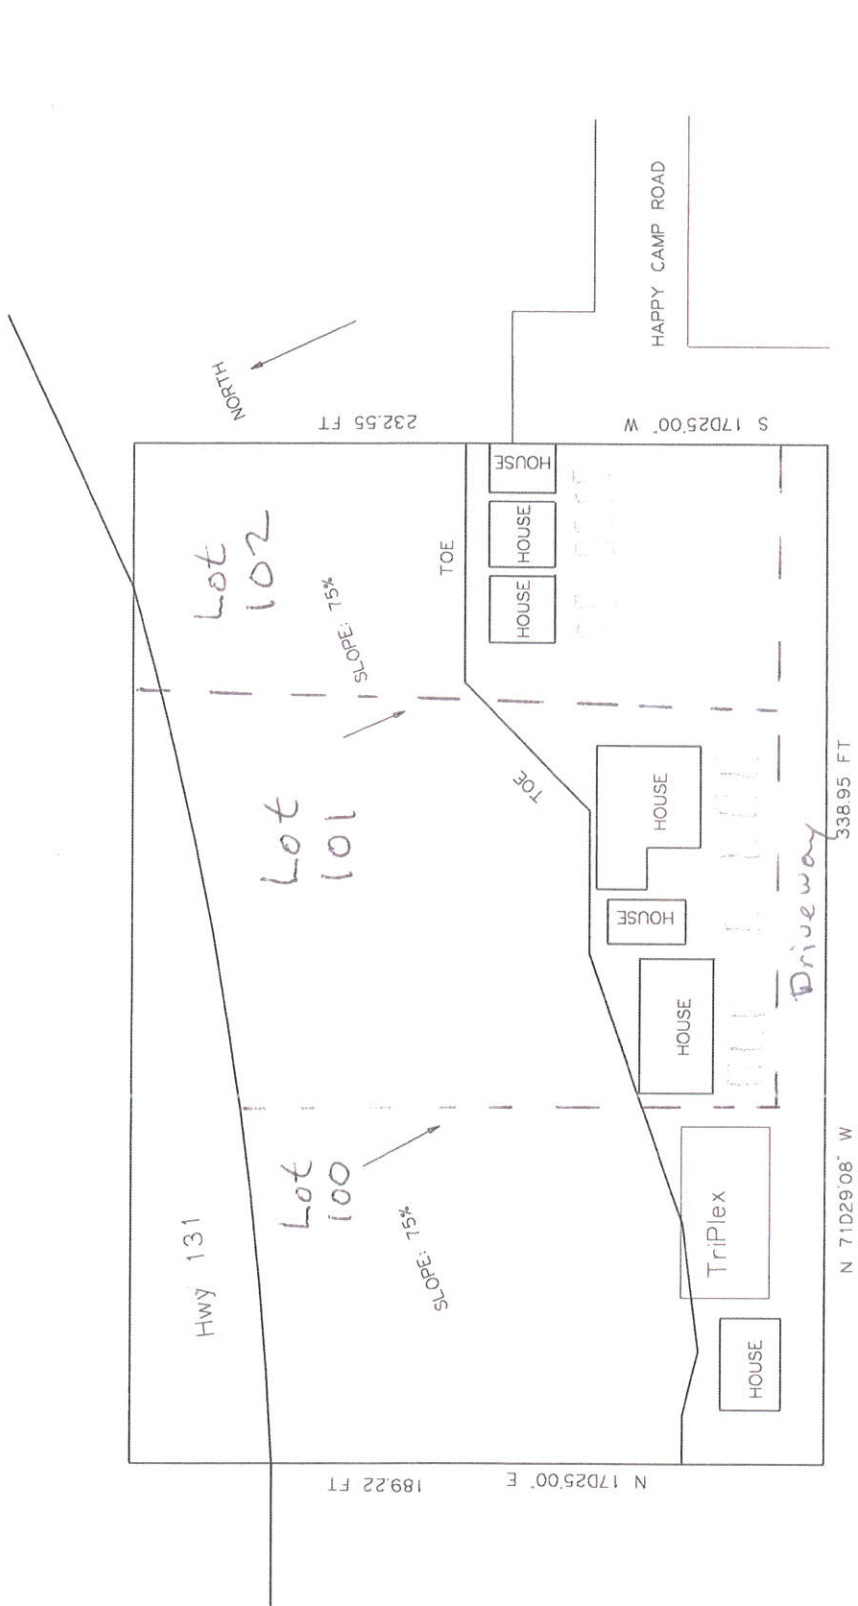 HAPPY CAMP ROAD
NORTH
232.55 FT
S 17D25'00" W
Lot
102
SLOPE: 75%
TOE
HOUSE
HOUSE
HOUSE
Lot
101
TOE
HOUSE
HOUSE
HOUSE
Driveway
338.95 FT
N 71D29'08" W
Hwy 131
Lot
100
SLOPE: 75%
TriPlex
HOUSE
189.22 FT
N 17D25'00" E